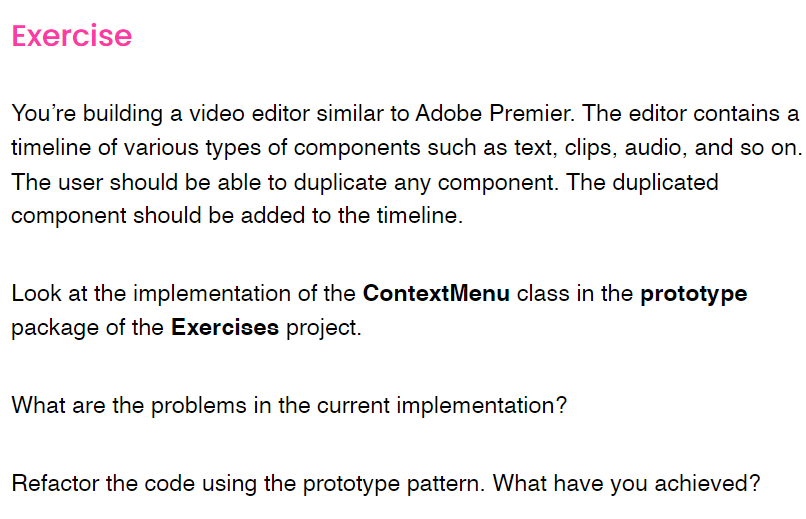 Exercise
You’re building a video editor similar to Adobe Premier. The editor contains a
timeline of various types of components such as text, clips, audio, and so on.
The user should be able to duplicate any component. The duplicated
component should be added to the timeline.
Look at the implementation of the ContextMenu class in the prototype
package of the Exercises project.
What are the problems in the current implementation?
Refactor the code using the prototype pattern. What have you achieved?